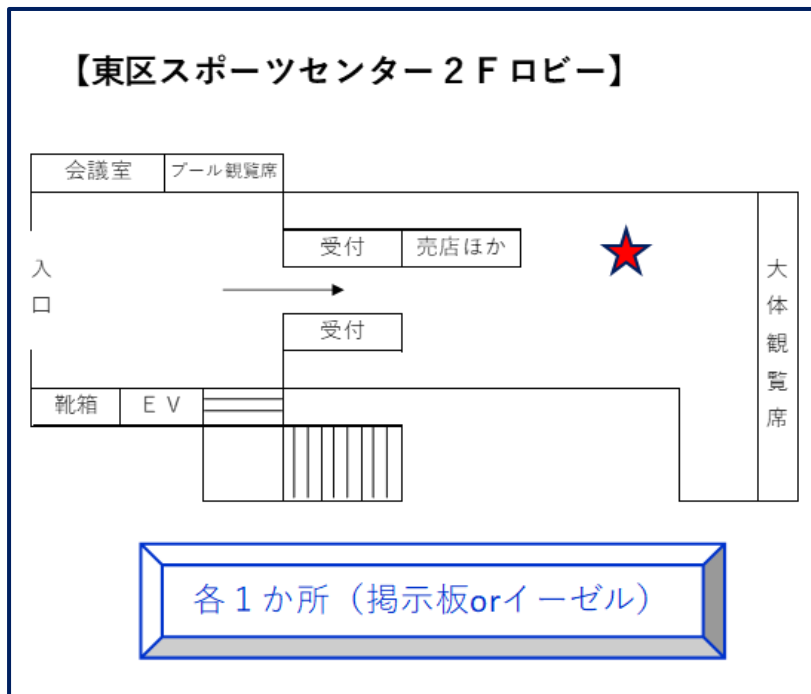 【東区スポーツセンター２Ｆロビー】
会議室
プール観覧席
受付
売店ほか
入口
大体観覧席
受付
靴箱
ＥＶ
各１か所（掲示板orイーゼル）